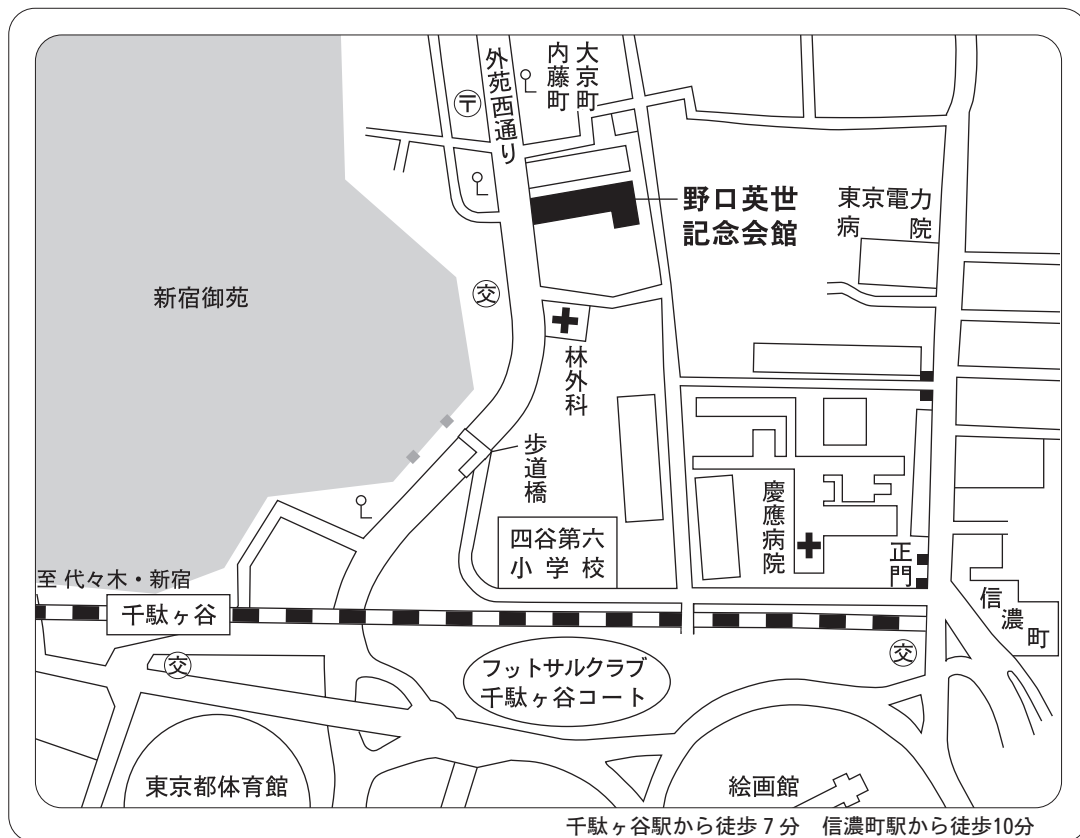 外苑西通り
内藤町
大京町
〒
野口英世
記念会館
東京電力
病院
新宿御苑
交
林外科
歩道橋
四谷第六
小学校
慶應病院
正門
信濃町
至 代々木・新宿
千駄ヶ谷
交
フットサルクラブ
千駄ヶ谷コート
交
東京都体育館
絵画館
千駄ヶ谷駅から徒歩7分　信濃町駅から徒歩10分